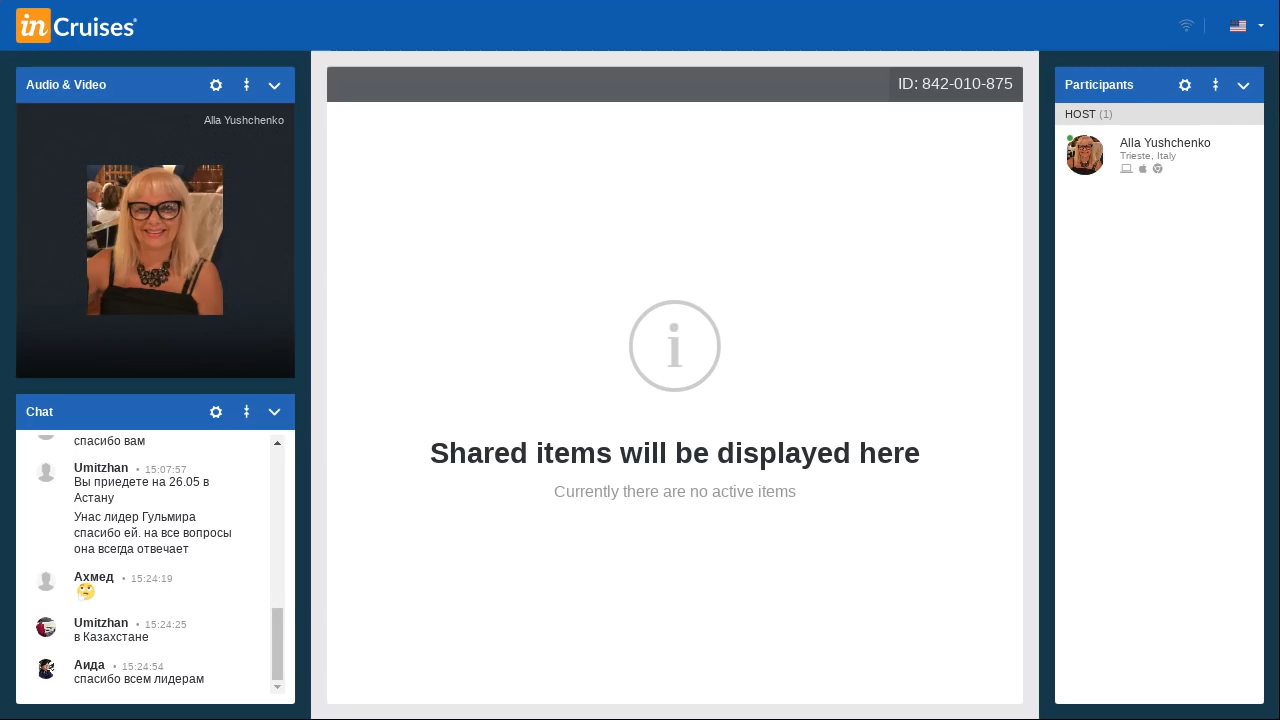 in Cruises
Audio & Video
Alla Yushchenko
Chat
спасибо вам
Umitzhan • 15:07:57
Вы приедете на 26.05 в
Астану
Унас лидер Гульмира
спасибо ей. на все вопросы
она всегда отвечает
Ахмед • 15:24:19
Umitzhan • 15:24:25
в Казахстане
Аида • 15:24:54
спасибо всем лидерам
ID: 842-010-875
Shared items will be displayed here
Currently there are no active items
Participants
HOST (1)
Alla Yushchenko
Trieste, Italy